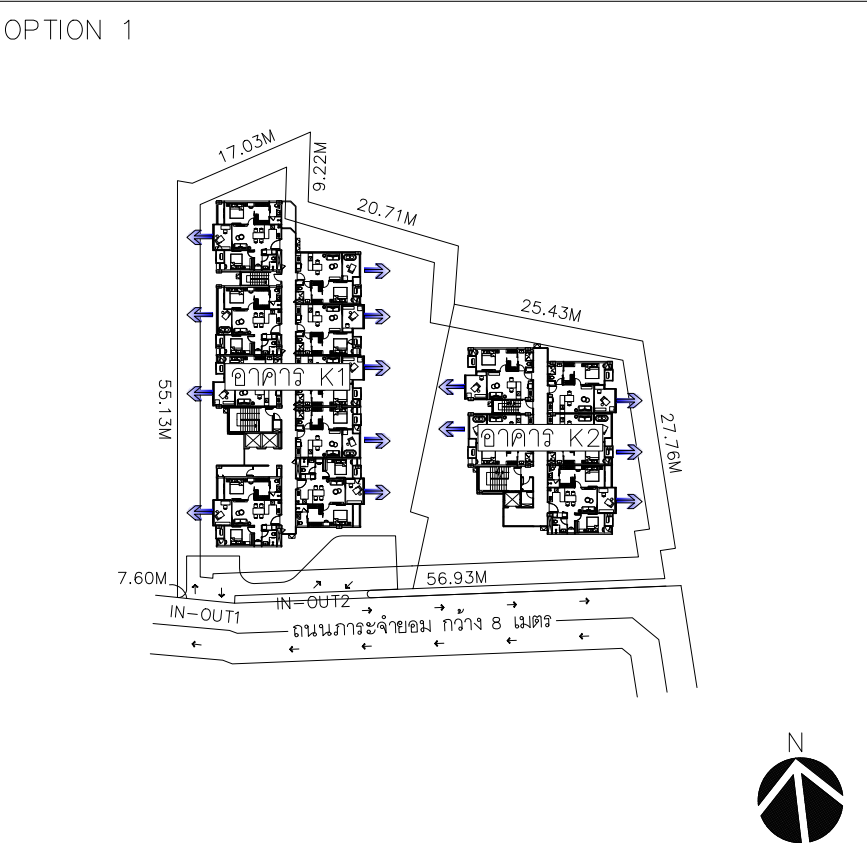 OPTION 1
17.03M
9.22M
20.71M
25.43M
55.13M
อาคาร K1
อาคาร K2
27.76M
7.60M
56.93M
IN-OUT1
IN-OUT2
ถนนภาระจำยอม กว้าง 8 เมตร
N